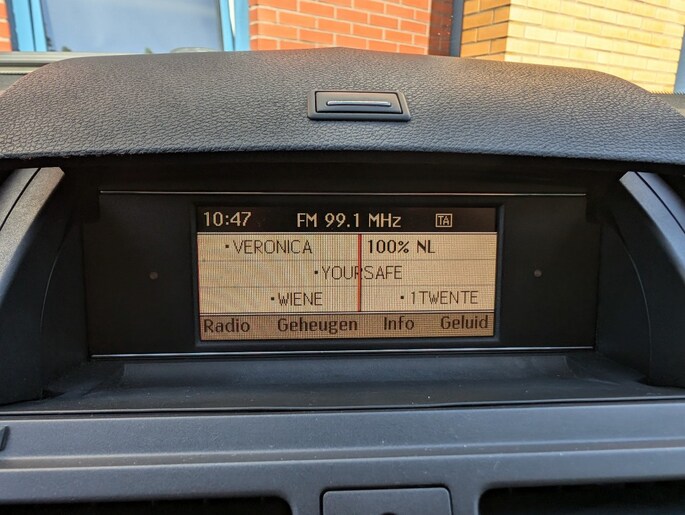 10:47 FM 99.1 MHz TA
•VERONICA 100% NL
•YOURSAFE
•WIENE •1TWENTE
Radio Geheugen Info Geluid